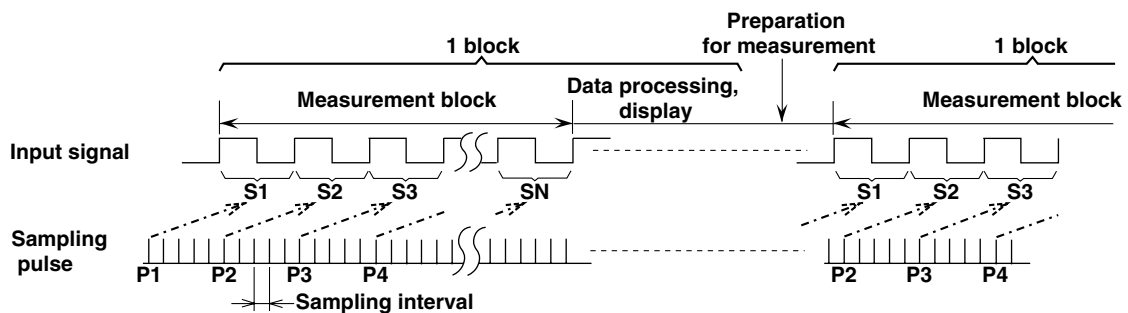 Preparation
for measurement
1 block
1 block
Measurement block
Data processing,
display
Measurement block
Input signal
S1 S2 S3 SN S1 S2 S3
Sampling
pulse
P1 P2 P3 P4 P2 P3 P4
Sampling interval